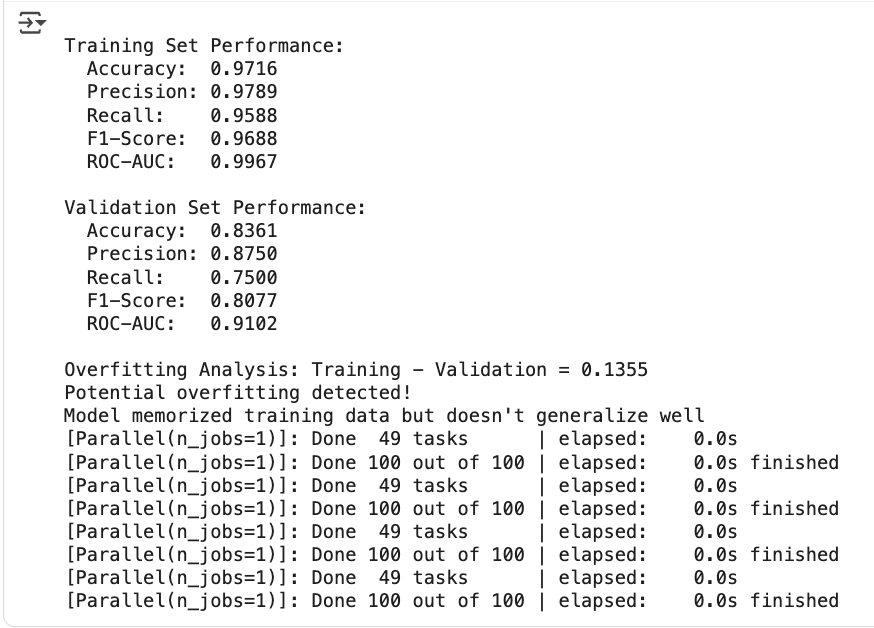 Training Set Performance:
  Accuracy:  0.9716
  Precision: 0.9789
  Recall:    0.9588
  F1-Score:  0.9688
  ROC-AUC:   0.9967

Validation Set Performance:
  Accuracy:  0.8361
  Precision: 0.8750
  Recall:    0.7500
  F1-Score:  0.8077
  ROC-AUC:   0.9102

Overfitting Analysis: Training - Validation = 0.1355
Potential overfitting detected!
Model memorized training data but doesn't generalize well
[Parallel(n_jobs=1)]: Done  49 tasks      | elapsed:    0.0s
[Parallel(n_jobs=1)]: Done 100 out of 100 | elapsed:    0.0s finished
[Parallel(n_jobs=1)]: Done  49 tasks      | elapsed:    0.0s
[Parallel(n_jobs=1)]: Done 100 out of 100 | elapsed:    0.0s finished
[Parallel(n_jobs=1)]: Done  49 tasks      | elapsed:    0.0s
[Parallel(n_jobs=1)]: Done 100 out of 100 | elapsed:    0.0s finished
[Parallel(n_jobs=1)]: Done  49 tasks      | elapsed:    0.0s
[Parallel(n_jobs=1)]: Done 100 out of 100 | elapsed:    0.0s finished